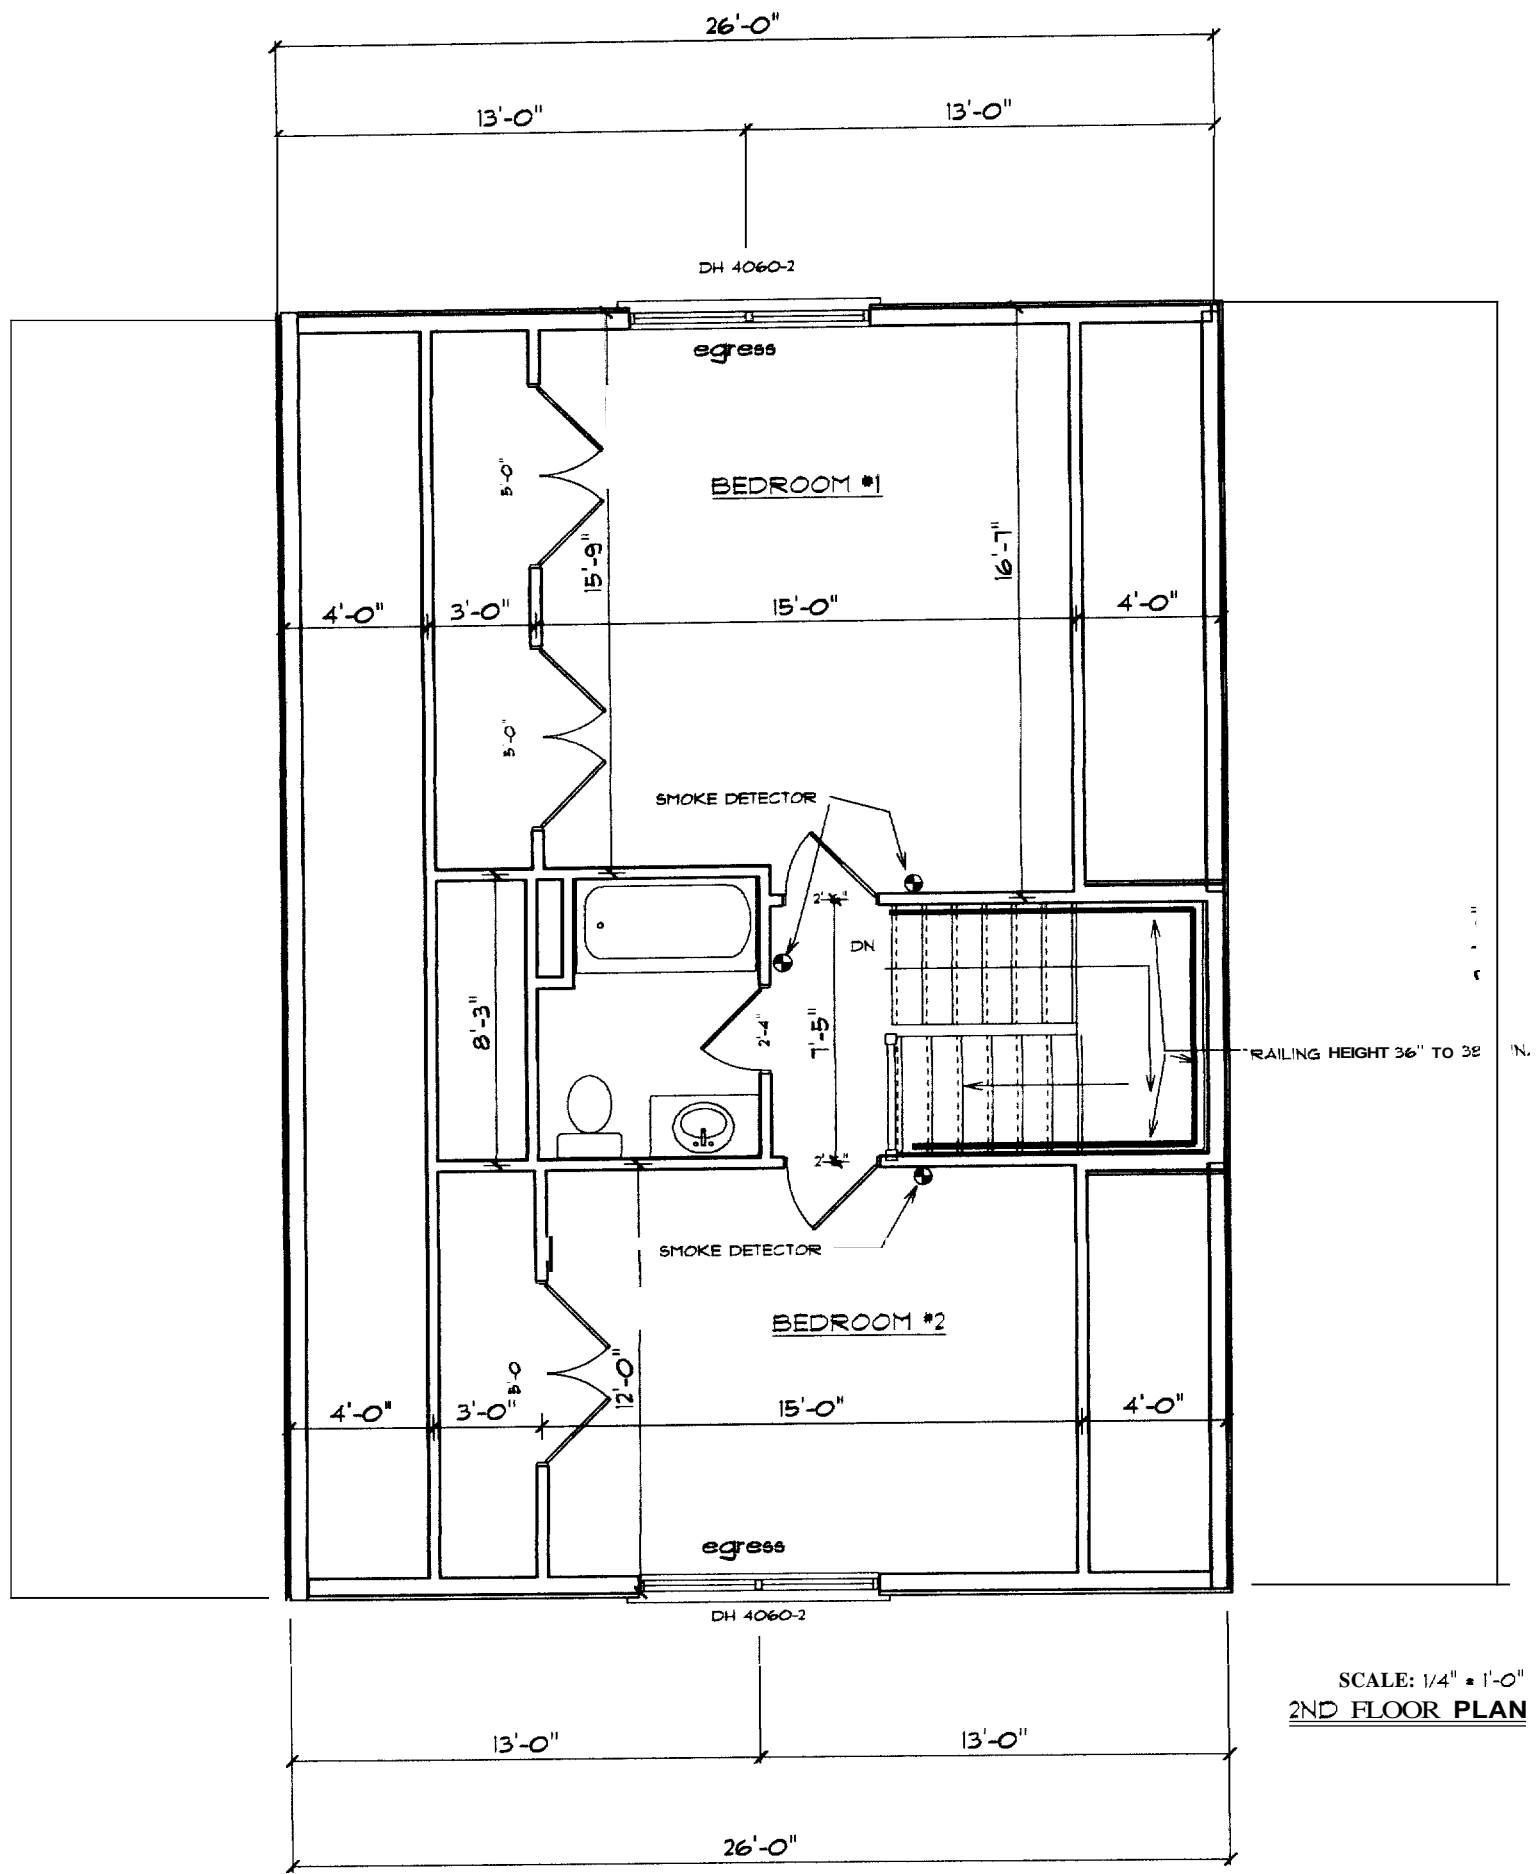 26'-0"
13'-0"
13'-0"
DH 4060-2
egress
BEDROOM #1
5'-0"
15'-9"
16'-7"
4'-0"
3'-0"
15'-0"
4'-0"
5'-0"
SMOKE DETECTOR
DN
8'-3"
2'-4"
7'-5"
RAILING HEIGHT 36" TO 38
SMOKE DETECTOR
BEDROOM #2
5'-0
12'-0"
4'-0"
3'-0"
15'-0"
4'-0"
egress
DH 4060-2
SCALE: 1/4" = 1'-0"
2ND FLOOR PLAN
13'-0"
13'-0"
26'-0"